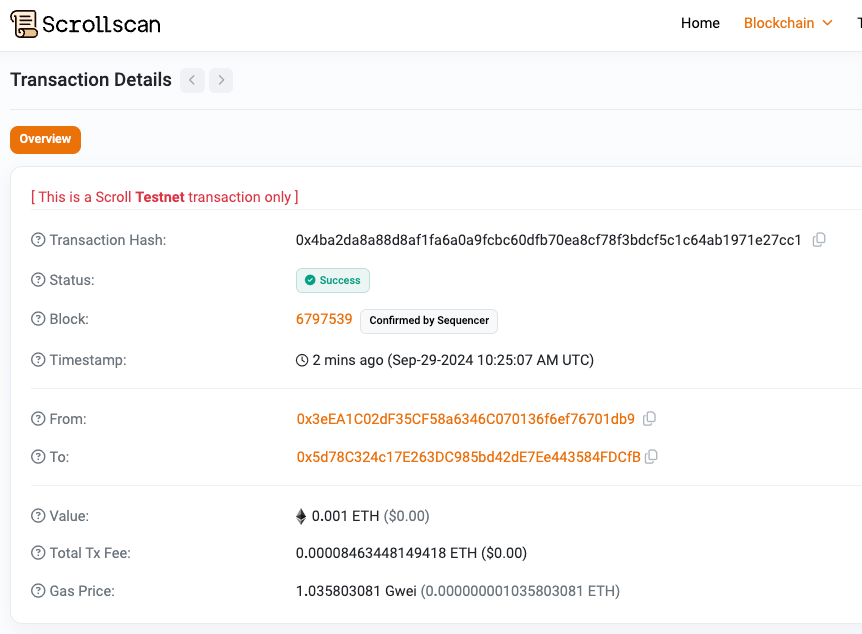 Scrollscan
Home Blockchain
Transaction Details
Overview
[ This is a Scroll Testnet transaction only ]
Transaction Hash: 0x4ba2da8a88d8af1fa6a0a9fcbc60dfb70ea8cf78f3bdcf5c1c64ab1971e27cc1
Status: Success
Block: 6797539 Confirmed by Sequencer
Timestamp: 2 mins ago (Sep-29-2024 10:25:07 AM UTC)
From: 0x3eEA1C02dF35CF58a6346C070136f6ef76701db9
To: 0x5d78C324c17E263DC985bd42dE7Ee443584FDCfB
Value: 0.001 ETH ($0.00)
Total Tx Fee: 0.00008463448149418 ETH ($0.00)
Gas Price: 1.035803081 Gwei (0.000000001035803081 ETH)